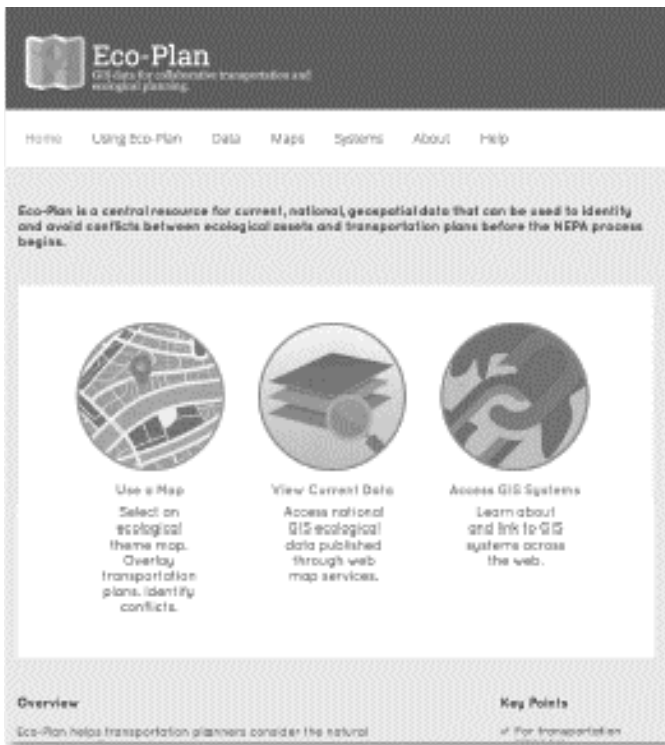 Eco-Plan
GIS data for collaborative transportation and
ecological planning.
Home Using Eco-Plan Data Maps Systems About Help
Eco-Plan is a central resource for current, national, geospatial data that can be used to identify
and avoid conflicts between ecological assets and transportation plans before the NEPA process
begins.
Use a Map
Select an
ecological
theme map.
Overlay
transportation
plans. Identify
conflicts.
View Current Data
Access national
GIS ecological
data published
through web
map services.
Access GIS Systems
Learn about
and link to GIS
systems across
the web.
Overview
Eco-Plan helps transportation planners consider the natural
Key Points
✓ For transportation